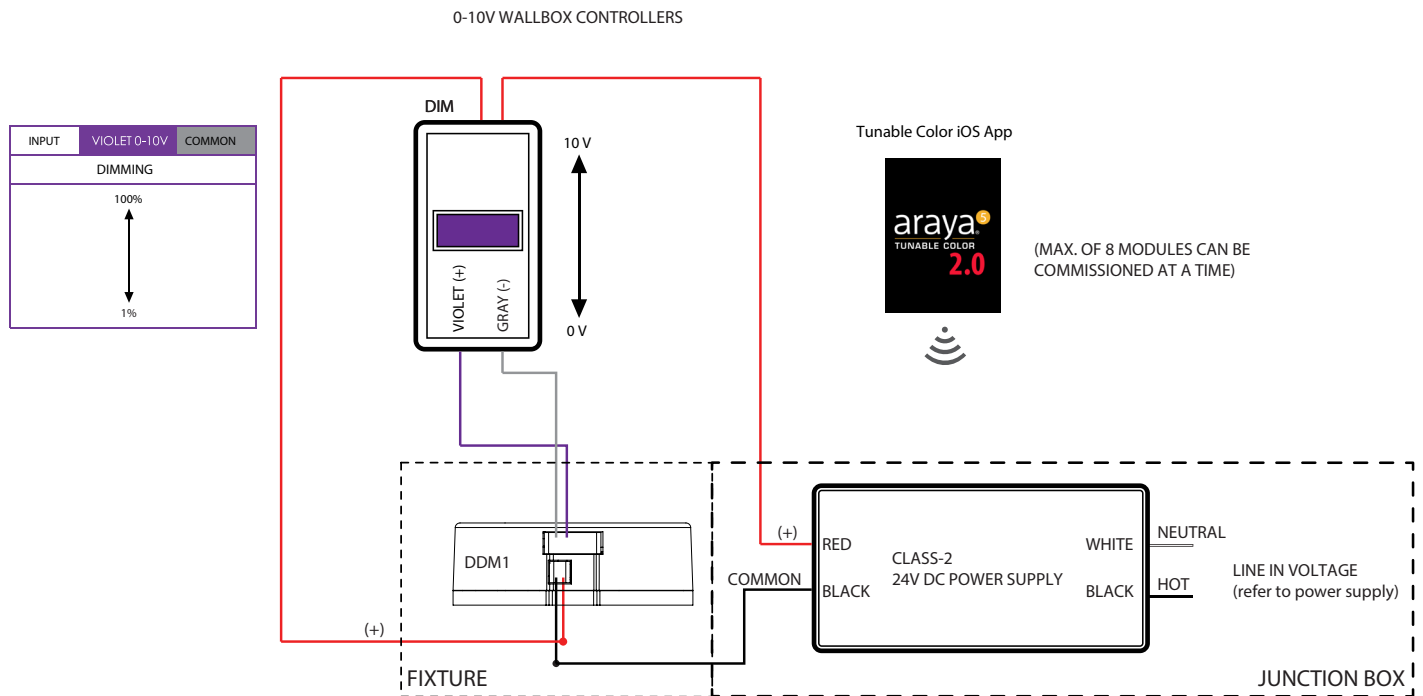 0-10V WALLBOX CONTROLLERS
INPUT VIOLET 0-10V COMMON
DIMMING
100%
1%
DIM
VIOLET (+)
GRAY (-)
10 V
0 V
Tunable Color iOS App
araya 5
TUNABLE COLOR
2.0
(MAX. OF 8 MODULES CAN BE
COMMISSIONED AT A TIME)
DDM1
(+)
FIXTURE
(+)
COMMON
RED
BLACK
CLASS-2
24V DC POWER SUPPLY
WHITE
BLACK
NEUTRAL
HOT
LINE IN VOLTAGE
(refer to power supply)
JUNCTION BOX